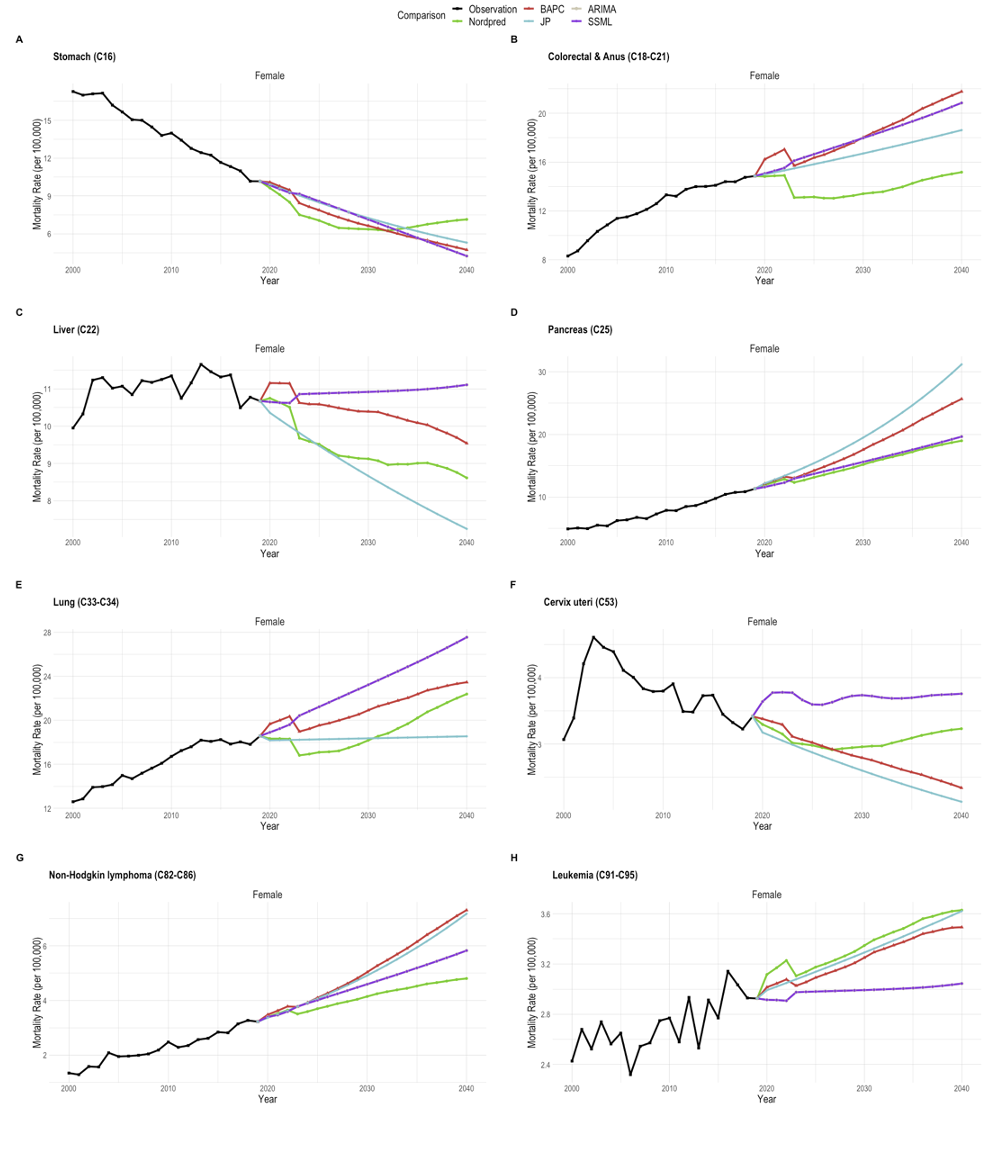 Comparison Observation BAPC ARIMA
Nordpred JP SSML
A
Stomach (C16)
Female
Mortality Rate (per 100,000)
15
12
9
6
2000 2010 2020 2030 2040
Year
B
Colorectal & Anus (C18-C21)
Female
Mortality Rate (per 100,000)
20
16
12
8
2000 2010 2020 2030 2040
Year
C
Liver (C22)
Female
Mortality Rate (per 100,000)
11
10
9
8
2000 2010 2020 2030 2040
Year
D
Pancreas (C25)
Female
Mortality Rate (per 100,000)
30
20
10
2000 2010 2020 2030 2040
Year
E
Lung (C33-C34)
Female
Mortality Rate (per 100,000)
28
24
20
16
12
2000 2010 2020 2030 2040
Year
F
Cervix uteri (C53)
Female
Mortality Rate (per 100,000)
4
3
2000 2010 2020 2030 2040
Year
G
Non-Hodgkin lymphoma (C82-C86)
Female
Mortality Rate (per 100,000)
6
4
2
2000 2010 2020 2030 2040
Year
H
Leukemia (C91-C95)
Female
Mortality Rate (per 100,000)
3.6
3.2
2.8
2.4
2000 2010 2020 2030 2040
Year